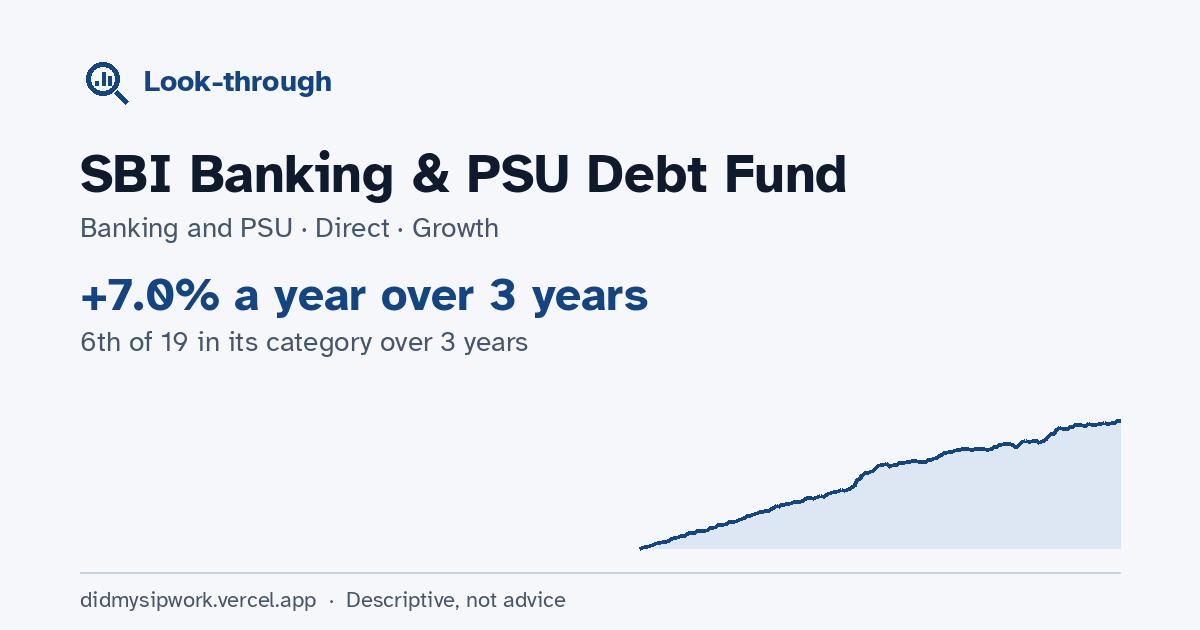 Look-through
SBI Banking & PSU Debt Fund
Banking and PSU · Direct · Growth
+7.0% a year over 3 years
6th of 19 in its category over 3 years
didmysipwork.vercel.app · Descriptive, not advice